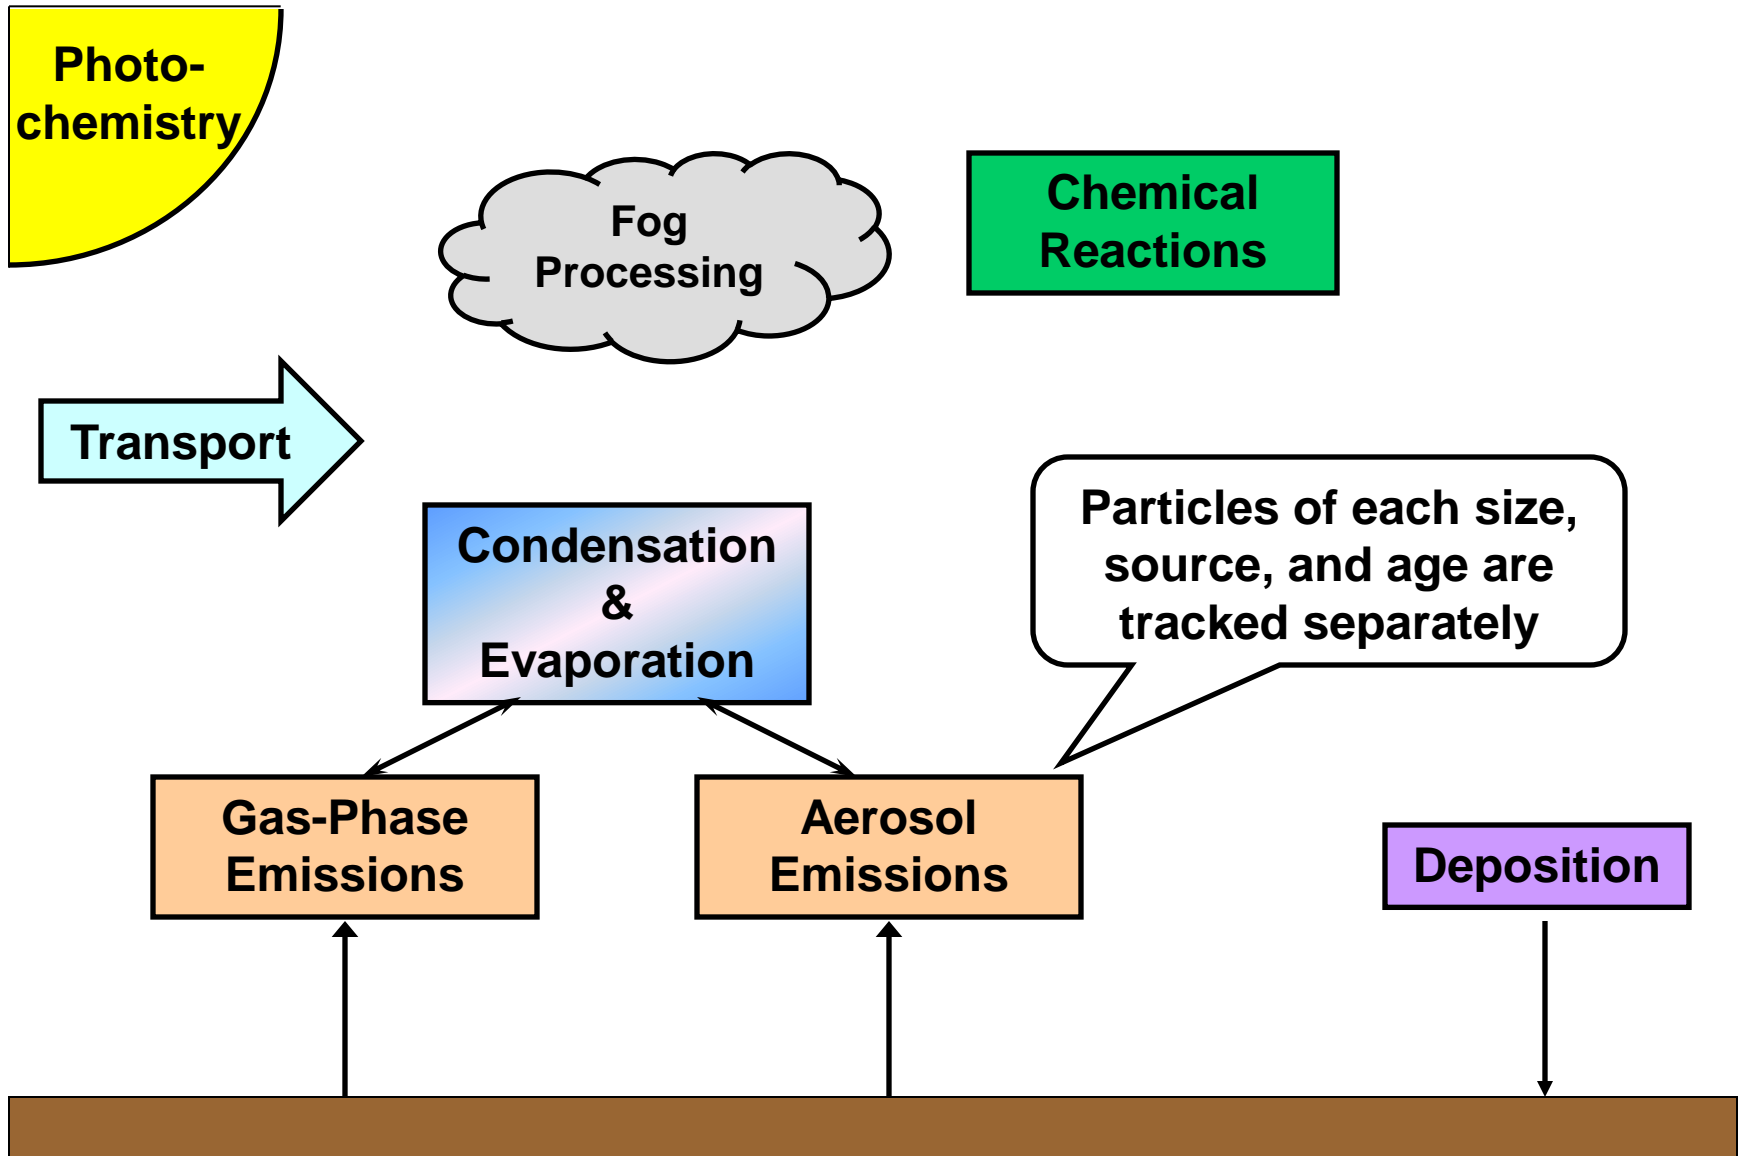 Photo-
chemistry
Fog
Processing
Chemical
Reactions
Transport
Condensation
&
Evaporation
Particles of each size,
source, and age are
tracked separately
Gas-Phase
Emissions
Aerosol
Emissions
Deposition